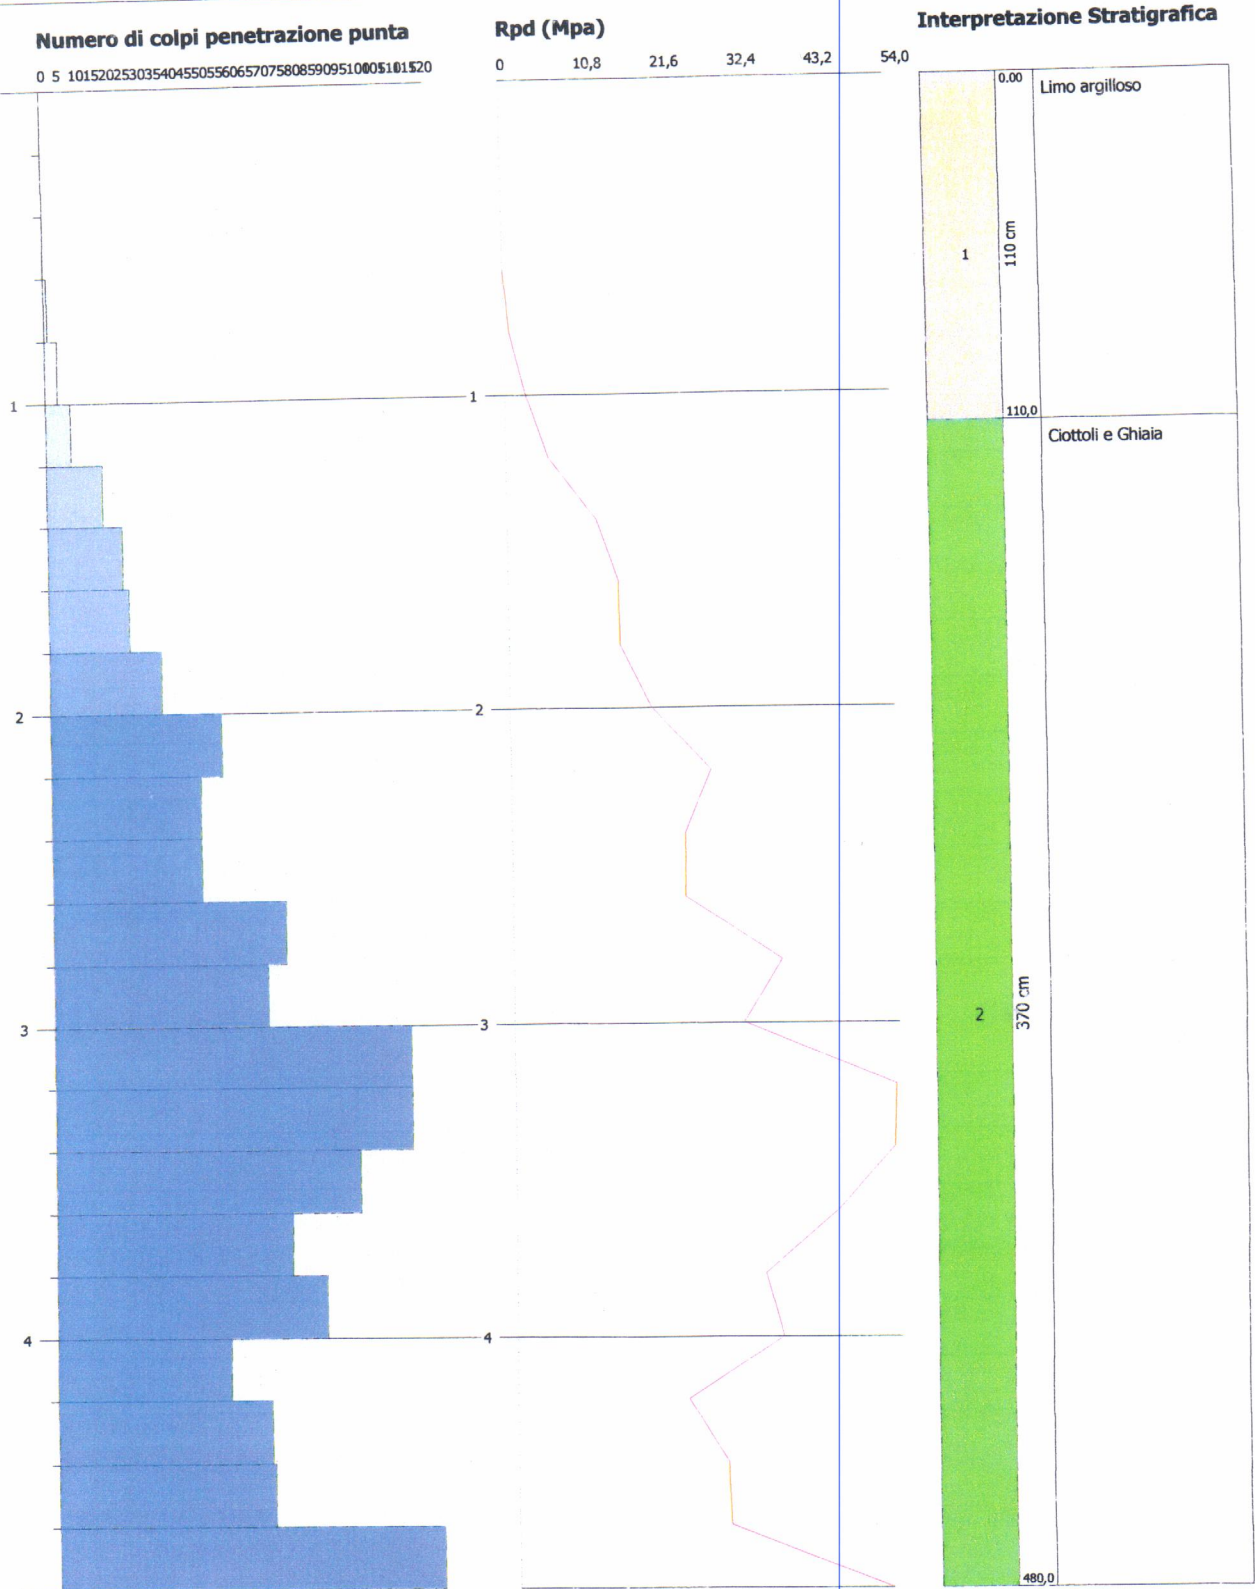 Numero di colpi penetrazione punta
0 5 101520253035404550556065707580859095100105110115120
1
2
3
4
Rpd (Mpa)
0 10,8 21,6 32,4 43,2 54,0
1
2
3
4
Interpretazione Stratigrafica
0.00
Limo argilloso
1
110 cm
110,0
Ciottoli e Ghiaia
2
370 cm
480,0